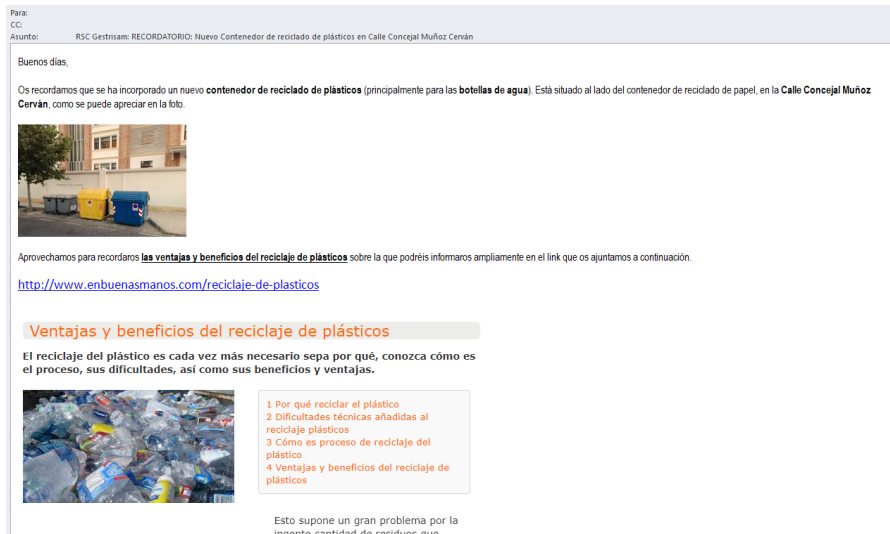 Para:
CC:
Asunto: RSC Gestrisam: RECORDATORIO: Nuevo Contenedor de reciclado de plásticos en Calle Concejal Muñoz Cerván
Buenos días,
Os recordamos que se ha incorporado un nuevo contenedor de reciclado de plásticos (principalmente para las botellas de agua). Está situado al lado del contenedor de reciclado de papel, en la Calle Concejal Muñoz
Cerván, como se puede apreciar en la foto.
Aprovechamos para recordaros las ventajas y beneficios del reciclaje de plásticos sobre la que podréis informaros ampliamente en el link que os ajuntamos a continuación.
http://www.enbuenasmanos.com/reciclaje-de-plasticos
Ventajas y beneficios del reciclaje de plásticos
El reciclaje del plástico es cada vez más necesario sepa por qué, conozca cómo es
el proceso, sus dificultades, así como sus beneficios y ventajas.
1 Por qué reciclar el plástico
2 Dificultades técnicas añadidas al
reciclaje plásticos
3 Cómo es proceso de reciclaje del
plástico
4 Ventajas y beneficios del reciclaje de
plásticos
Esto supone un gran problema por la
ingente cantidad de residuos que